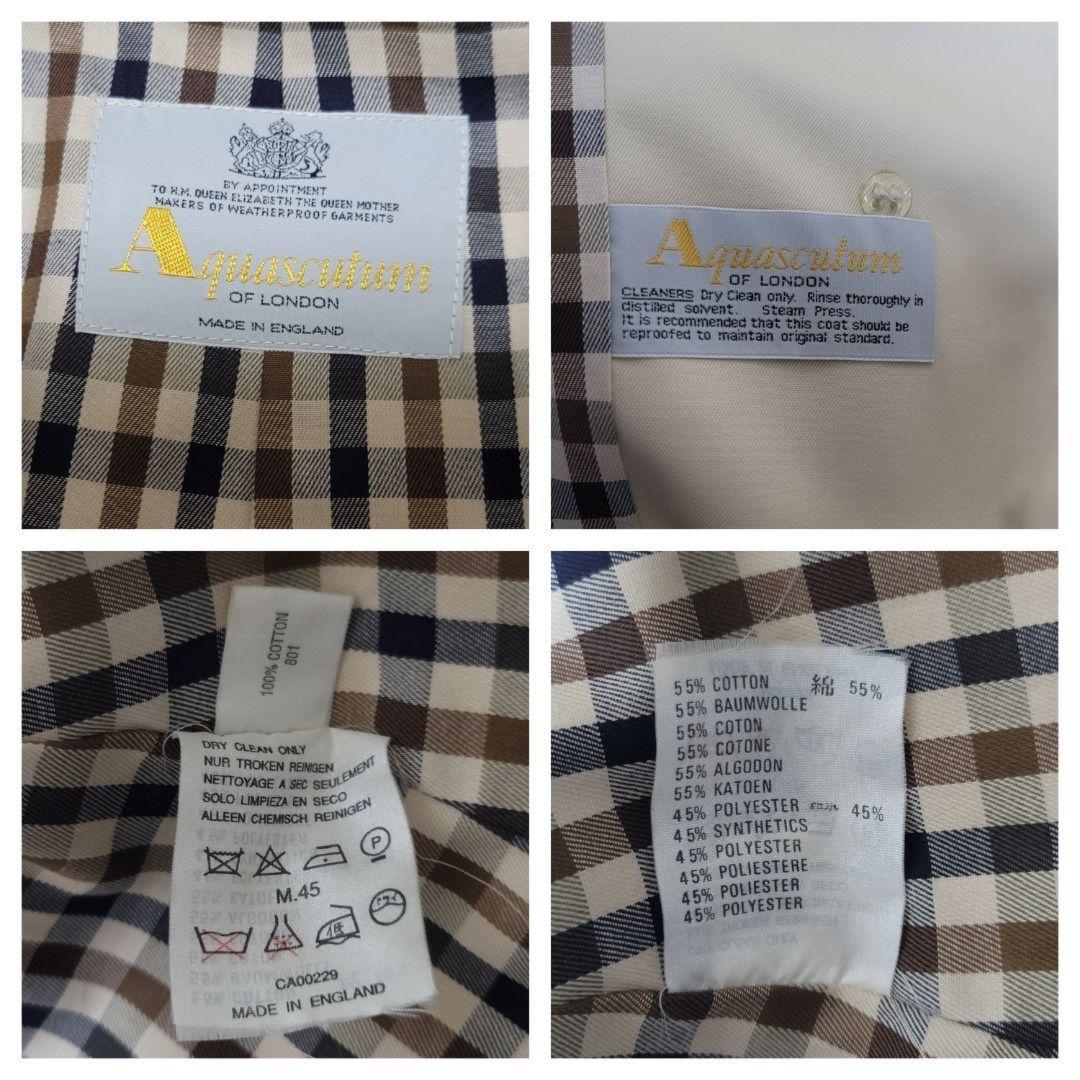 BY APPOINTMENT
TO H.M. QUEEN ELIZABETH THE QUEEN MOTHER
MAKERS OF WEATHERPROOF GARMENTS
Aquascutum
OF LONDON
MADE IN ENGLAND
Aquascutum
OF LONDON
CLEANERS Dry Clean only. Rinse thoroughly in
distilled solvent. Steam Press.
It is recommended that this coat should be
reproofed to maintain original standard.
100% COTTON
801
DRY CLEAN ONLY
NUR TROKEN REINIGEN
NETTOYAGE A SEC SEULEMENT
SOLO LIMPIEZA EN SECO
ALLEEN CHEMISCH REINIGEN
P
M.45
低
ドライ
CA00229
MADE IN ENGLAND
55% COTTON 綿 55%
55% BAUMWOLLE
55% COTON
55% COTONE
55% ALGODON
55% KATOEN
45% POLYESTER 45%
45% SYNTHETICS
45% POLYESTER
45% POLIESTERE
45% POLIESTER
45% POLYESTER